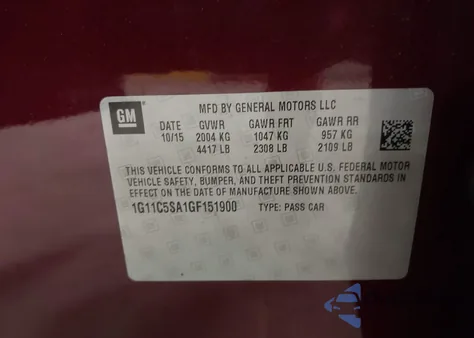 GM
MFD BY GENERAL MOTORS LLC
DATE GVWR GAWR FRT GAWR RR
10/15 2004 KG 1047 KG 957 KG
4417 LB 2308 LB 2109 LB
THIS VEHICLE CONFORMS TO ALL APPLICABLE U.S. FEDERAL MOTOR
VEHICLE SAFETY, BUMPER, AND THEFT PREVENTION STANDARDS IN
EFFECT ON THE DATE OF MANUFACTURE SHOWN ABOVE.
1G11C5SA1GF151900 TYPE: PASS CAR